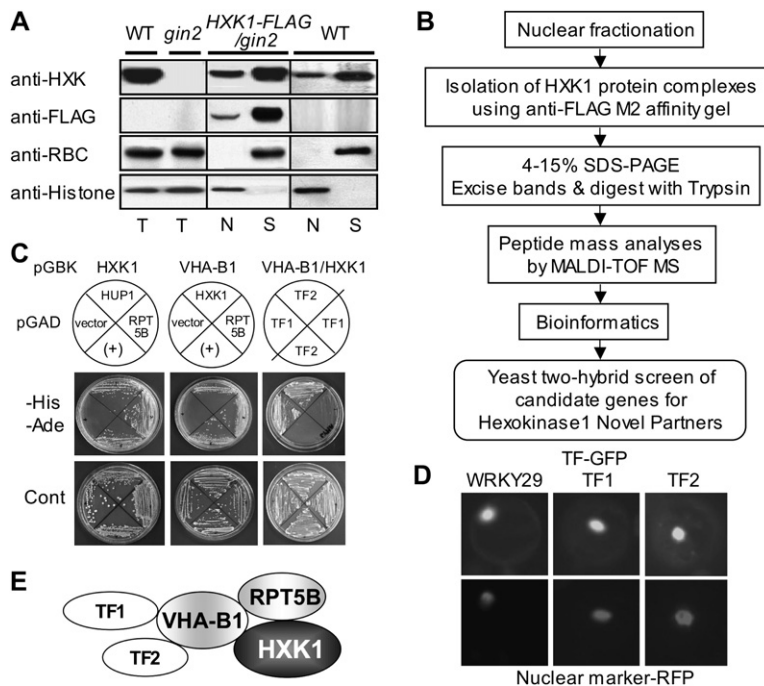 A
WT gin2 HXK1-FLAG /gin2 WT
anti-HXK
anti-FLAG
anti-RBC
anti-Histone
T T N S N S
B
Nuclear fractionation
Isolation of HXK1 protein complexes
using anti-FLAG M2 affinity gel
4-15% SDS-PAGE
Excise bands & digest with Trypsin
Peptide mass analyses
by MALDI-TOF MS
Bioinformatics
Yeast two-hybrid screen of
candidate genes for
Hexokinase1 Novel Partners
C
pGBK HXK1 VHA-B1 VHA-B1/HXK1
pGAD
HUP1
vector
RPT
5B
(+)
HXK1
vector
RPT
5B
(+)
TF2
TF1
TF1
TF2
-His
-Ade
Cont
D
TF-GFP
WRKY29 TF1 TF2
Nuclear marker-RFP
E
TF1
TF2
VHA-B1
RPT5B
HXK1